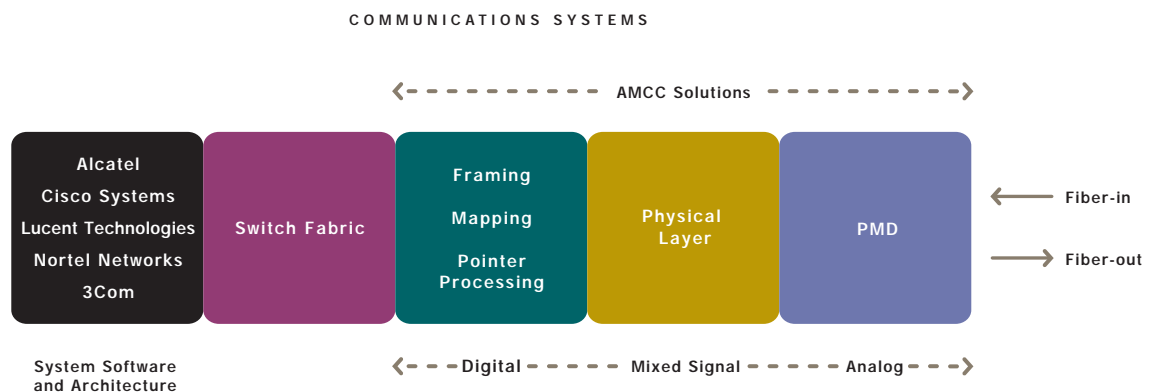 COMMUNICATIONS SYSTEMS
AMCC Solutions
Alcatel
Cisco Systems
Lucent Technologies
Nortel Networks
3Com
Switch Fabric
Framing
Mapping
Pointer
Processing
Physical
Layer
PMD
Fiber-in
Fiber-out
System Software
and Architecture
Digital
Mixed Signal
Analog